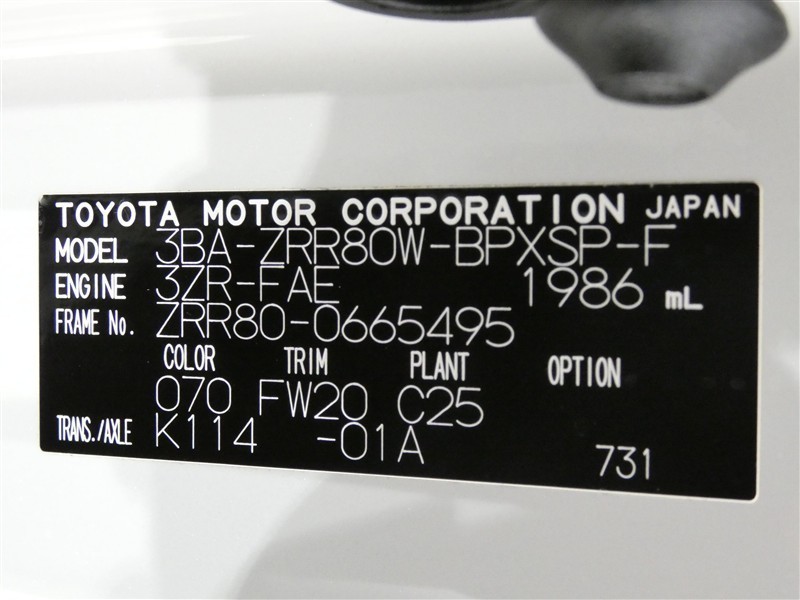 TOYOTA MOTOR CORPORATION JAPAN
MODEL 3BA-ZRR80W-BPXSP-F
ENGINE 3ZR-FAE 1986 mL
FRAME No. ZRR80-0665495
COLOR TRIM PLANT OPTION
070 FW20 C25
TRANS./AXLE K114 -01A 731